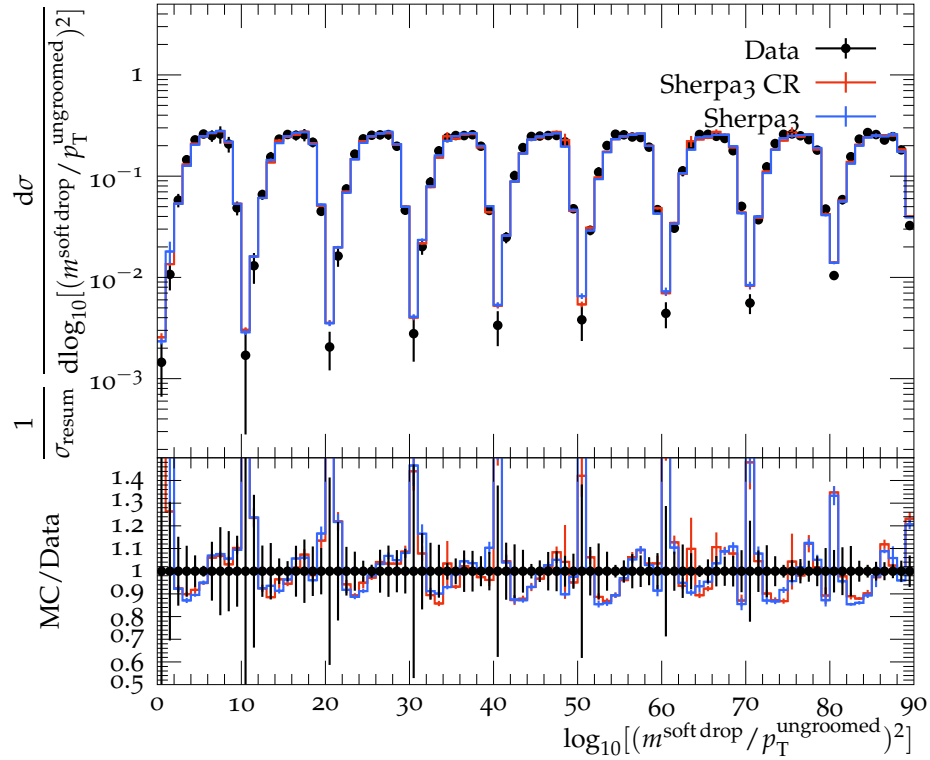 1/σresum dσ/dlog10[(m^soft drop/pT^ungroomed)^2]
Data
Sherpa3 CR
Sherpa3
1
10^−1
10^−2
10^−3
MC/Data
1.4
1.3
1.2
1.1
1
0.9
0.8
0.7
0.6
0.5
0 10 20 30 40 50 60 70 80 90
log10[(m^soft drop/pT^ungroomed)^2]